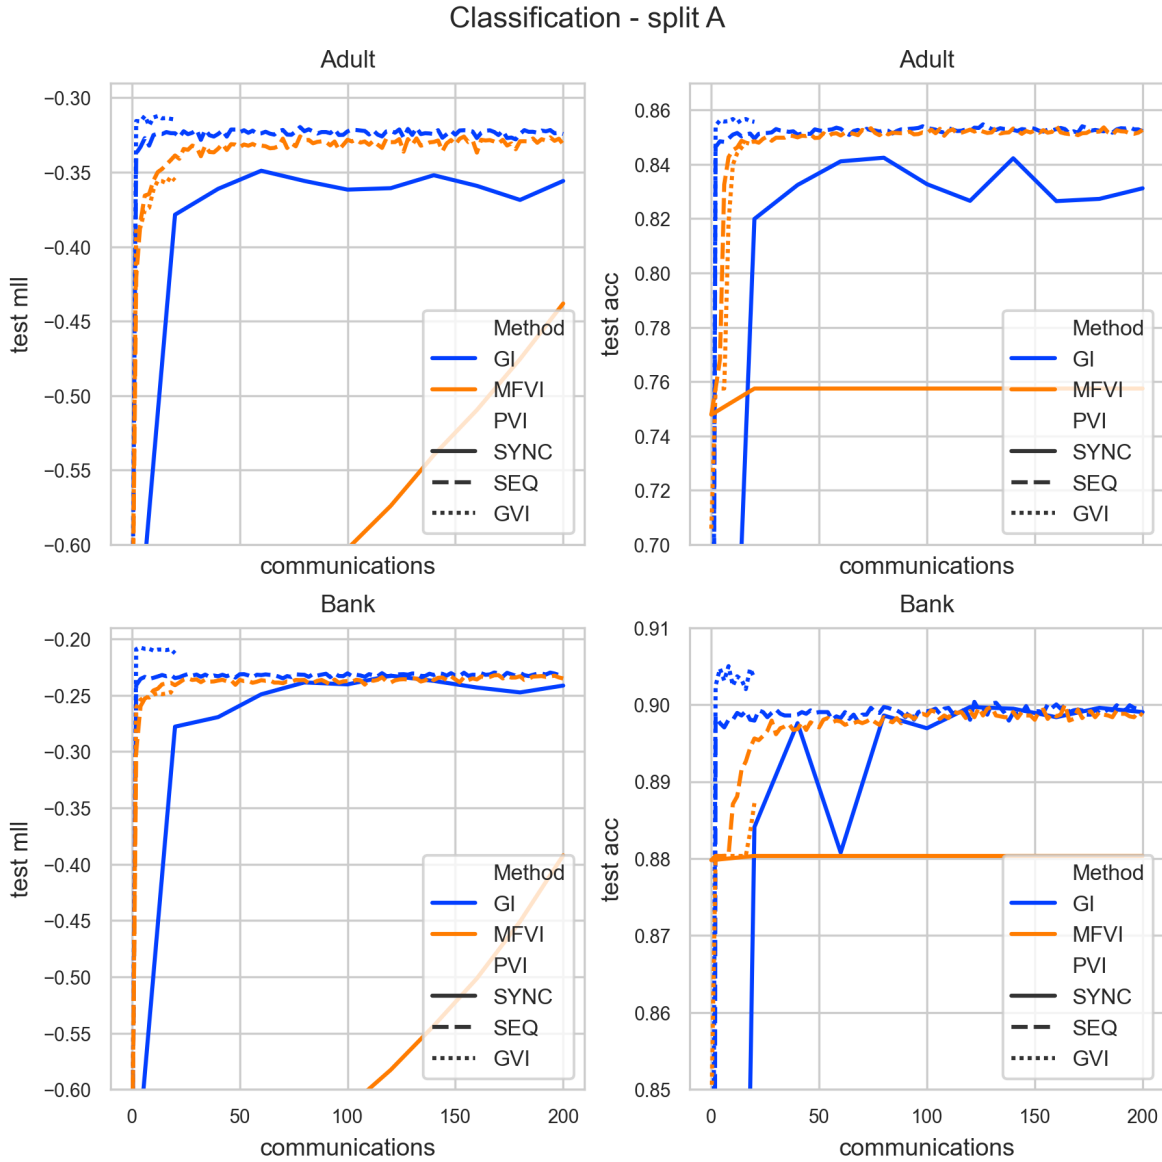 Classification - split A
Adult
−0.30
−0.35
−0.40
−0.45
−0.50
−0.55
−0.60
test mll
communications
Method
GI
MFVI
PVI
SYNC
SEQ
GVI
Adult
0.86
0.84
0.82
0.80
0.78
0.76
0.74
0.72
0.70
test acc
communications
Method
GI
MFVI
PVI
SYNC
SEQ
GVI
Bank
−0.20
−0.25
−0.30
−0.35
−0.40
−0.45
−0.50
−0.55
−0.60
test mll
0 50 100 150 200
communications
Method
GI
MFVI
PVI
SYNC
SEQ
GVI
Bank
0.91
0.90
0.89
0.88
0.87
0.86
0.85
test acc
0 50 100 150 200
communications
Method
GI
MFVI
PVI
SYNC
SEQ
GVI